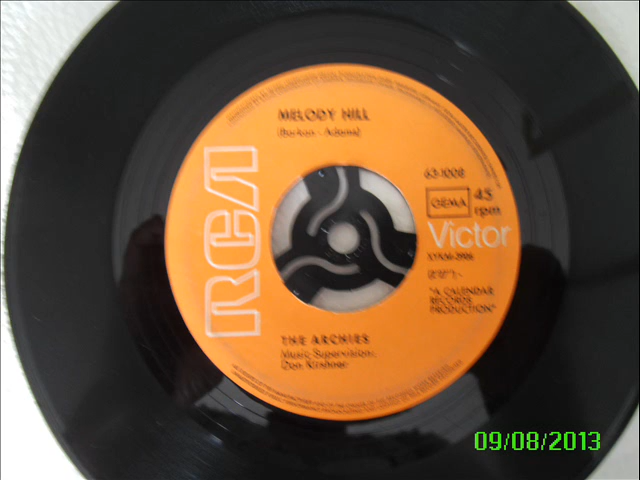 MELODY HILL
(Barkan - Adams)
63-1008
GEMA
45
rpm
RCA
Victor
"A CALENDAR
RECORDS
PRODUCTION"
THE ARCHIES
Music Supervision:
Don Kirshner
09/08/2013